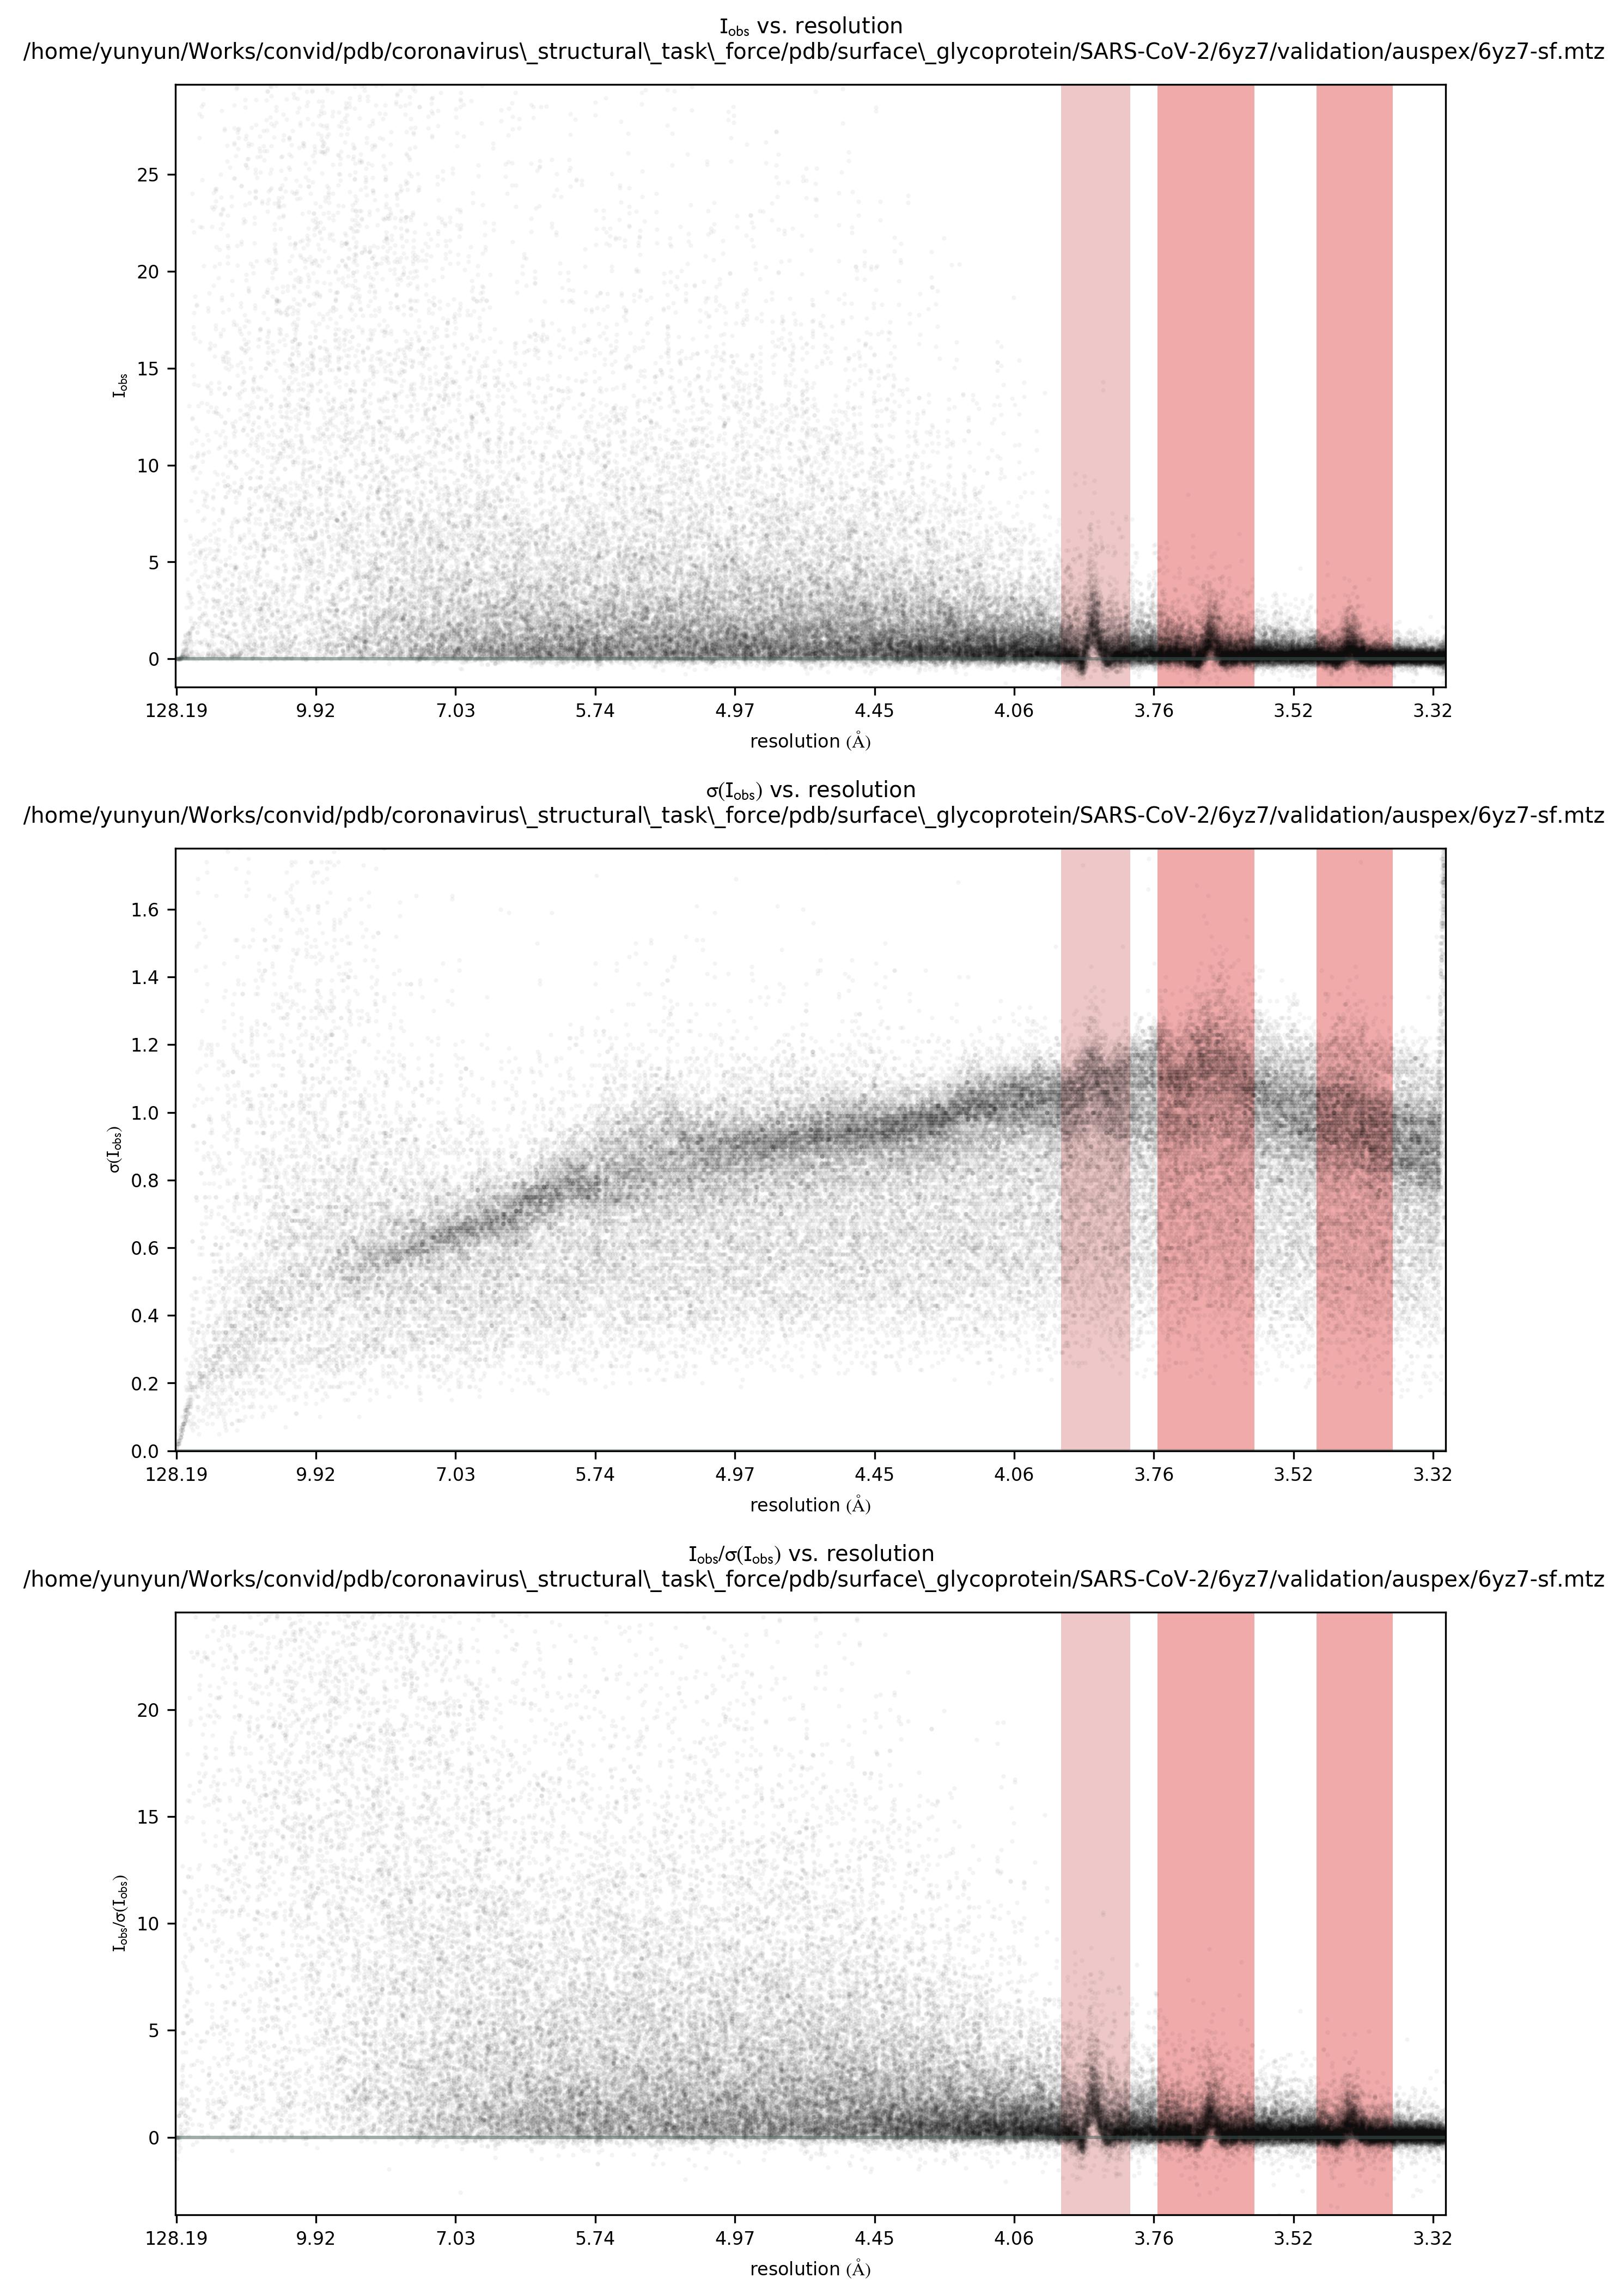 Iobs vs. resolution
/home/yunyun/Works/convid/pdb/coronavirus\_structural\_task\_force/pdb/surface\_glycoprotein/SARS-CoV-2/6yz7/validation/auspex/6yz7-sf.mtz
25
20
15
10
5
0
Iobs
128.19 9.92 7.03 5.74 4.97 4.45 4.06 3.76 3.52 3.32
resolution (Å)
σ(Iobs) vs. resolution
/home/yunyun/Works/convid/pdb/coronavirus\_structural\_task\_force/pdb/surface\_glycoprotein/SARS-CoV-2/6yz7/validation/auspex/6yz7-sf.mtz
1.6
1.4
1.2
1.0
0.8
0.6
0.4
0.2
0.0
σ(Iobs)
128.19 9.92 7.03 5.74 4.97 4.45 4.06 3.76 3.52 3.32
resolution (Å)
Iobs/σ(Iobs) vs. resolution
/home/yunyun/Works/convid/pdb/coronavirus\_structural\_task\_force/pdb/surface\_glycoprotein/SARS-CoV-2/6yz7/validation/auspex/6yz7-sf.mtz
20
15
10
5
0
Iobs/σ(Iobs)
128.19 9.92 7.03 5.74 4.97 4.45 4.06 3.76 3.52 3.32
resolution (Å)